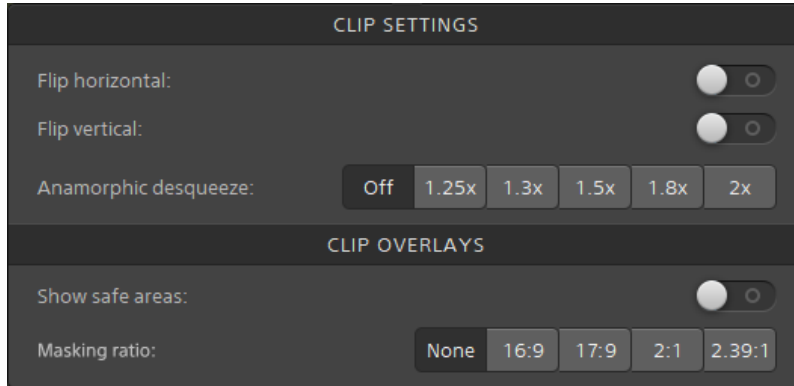 CLIP SETTINGS
Flip horizontal:
Flip vertical:
Anamorphic desqueeze: Off 1.25x 1.3x 1.5x 1.8x 2x
CLIP OVERLAYS
Show safe areas:
Masking ratio: None 16:9 17:9 2:1 2.39:1